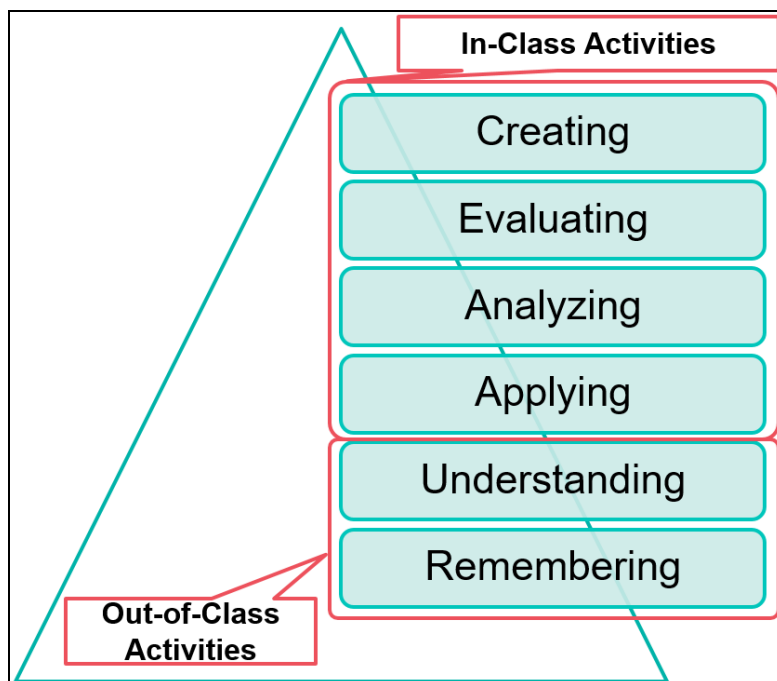 In-Class Activities
Creating
Evaluating
Analyzing
Applying
Understanding
Remembering
Out-of-Class
Activities